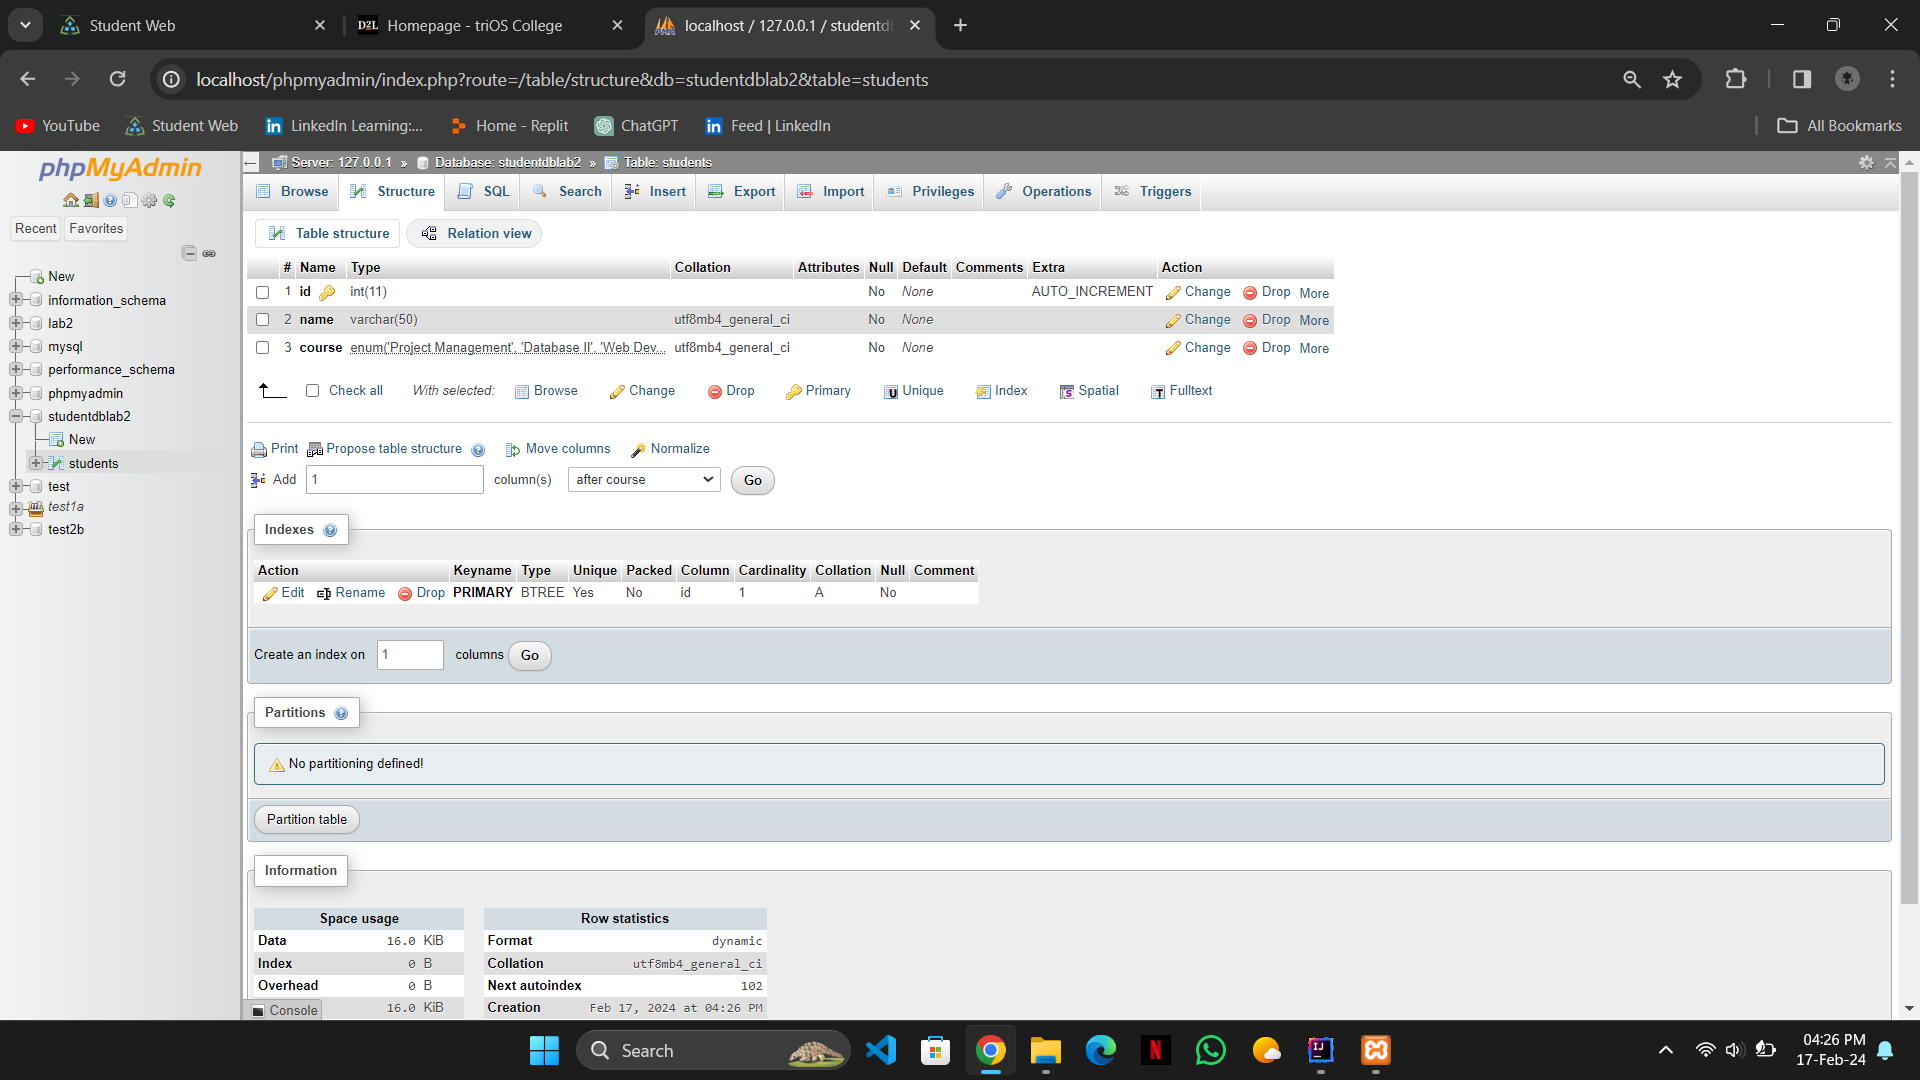 Student Web
D2L Homepage - triOS College
localhost / 127.0.0.1 / studentd
localhost/phpmyadmin/index.php?route=/table/structure&db=studentdblab2&table=students
YouTube Student Web LinkedIn Learning:... Home - Replit ChatGPT Feed | LinkedIn All Bookmarks
phpMyAdmin
Recent Favorites
New
information_schema
lab2
mysql
performance_schema
phpmyadmin
studentdblab2
New
students
test
test1a
test2b
Server: 127.0.0.1 » Database: studentdblab2 » Table: students
Browse Structure SQL Search Insert Export Import Privileges Operations Triggers
Table structure Relation view
# Name Type Collation Attributes Null Default Comments Extra Action
1 id int(11) No None AUTO_INCREMENT Change Drop More
2 name varchar(50) utf8mb4_general_ci No None Change Drop More
3 course enum('Project Management', 'Database II', 'Web Dev... utf8mb4_general_ci No None Change Drop More
Check all With selected: Browse Change Drop Primary Unique Index Spatial Fulltext
Print Propose table structure Move columns Normalize
Add 1 column(s) after course Go
Indexes
Action Keyname Type Unique Packed Column Cardinality Collation Null Comment
Edit Rename Drop PRIMARY BTREE Yes No id 1 A No
Create an index on 1 columns Go
Partitions
No partitioning defined!
Partition table
Information
Space usage
Data 16.0 KiB
Index 0 B
Overhead 0 B
16.0 KiB
Row statistics
Format dynamic
Collation utf8mb4_general_ci
Next autoindex 102
Creation Feb 17, 2024 at 04:26 PM
Console
Search
04:26 PM
17-Feb-24